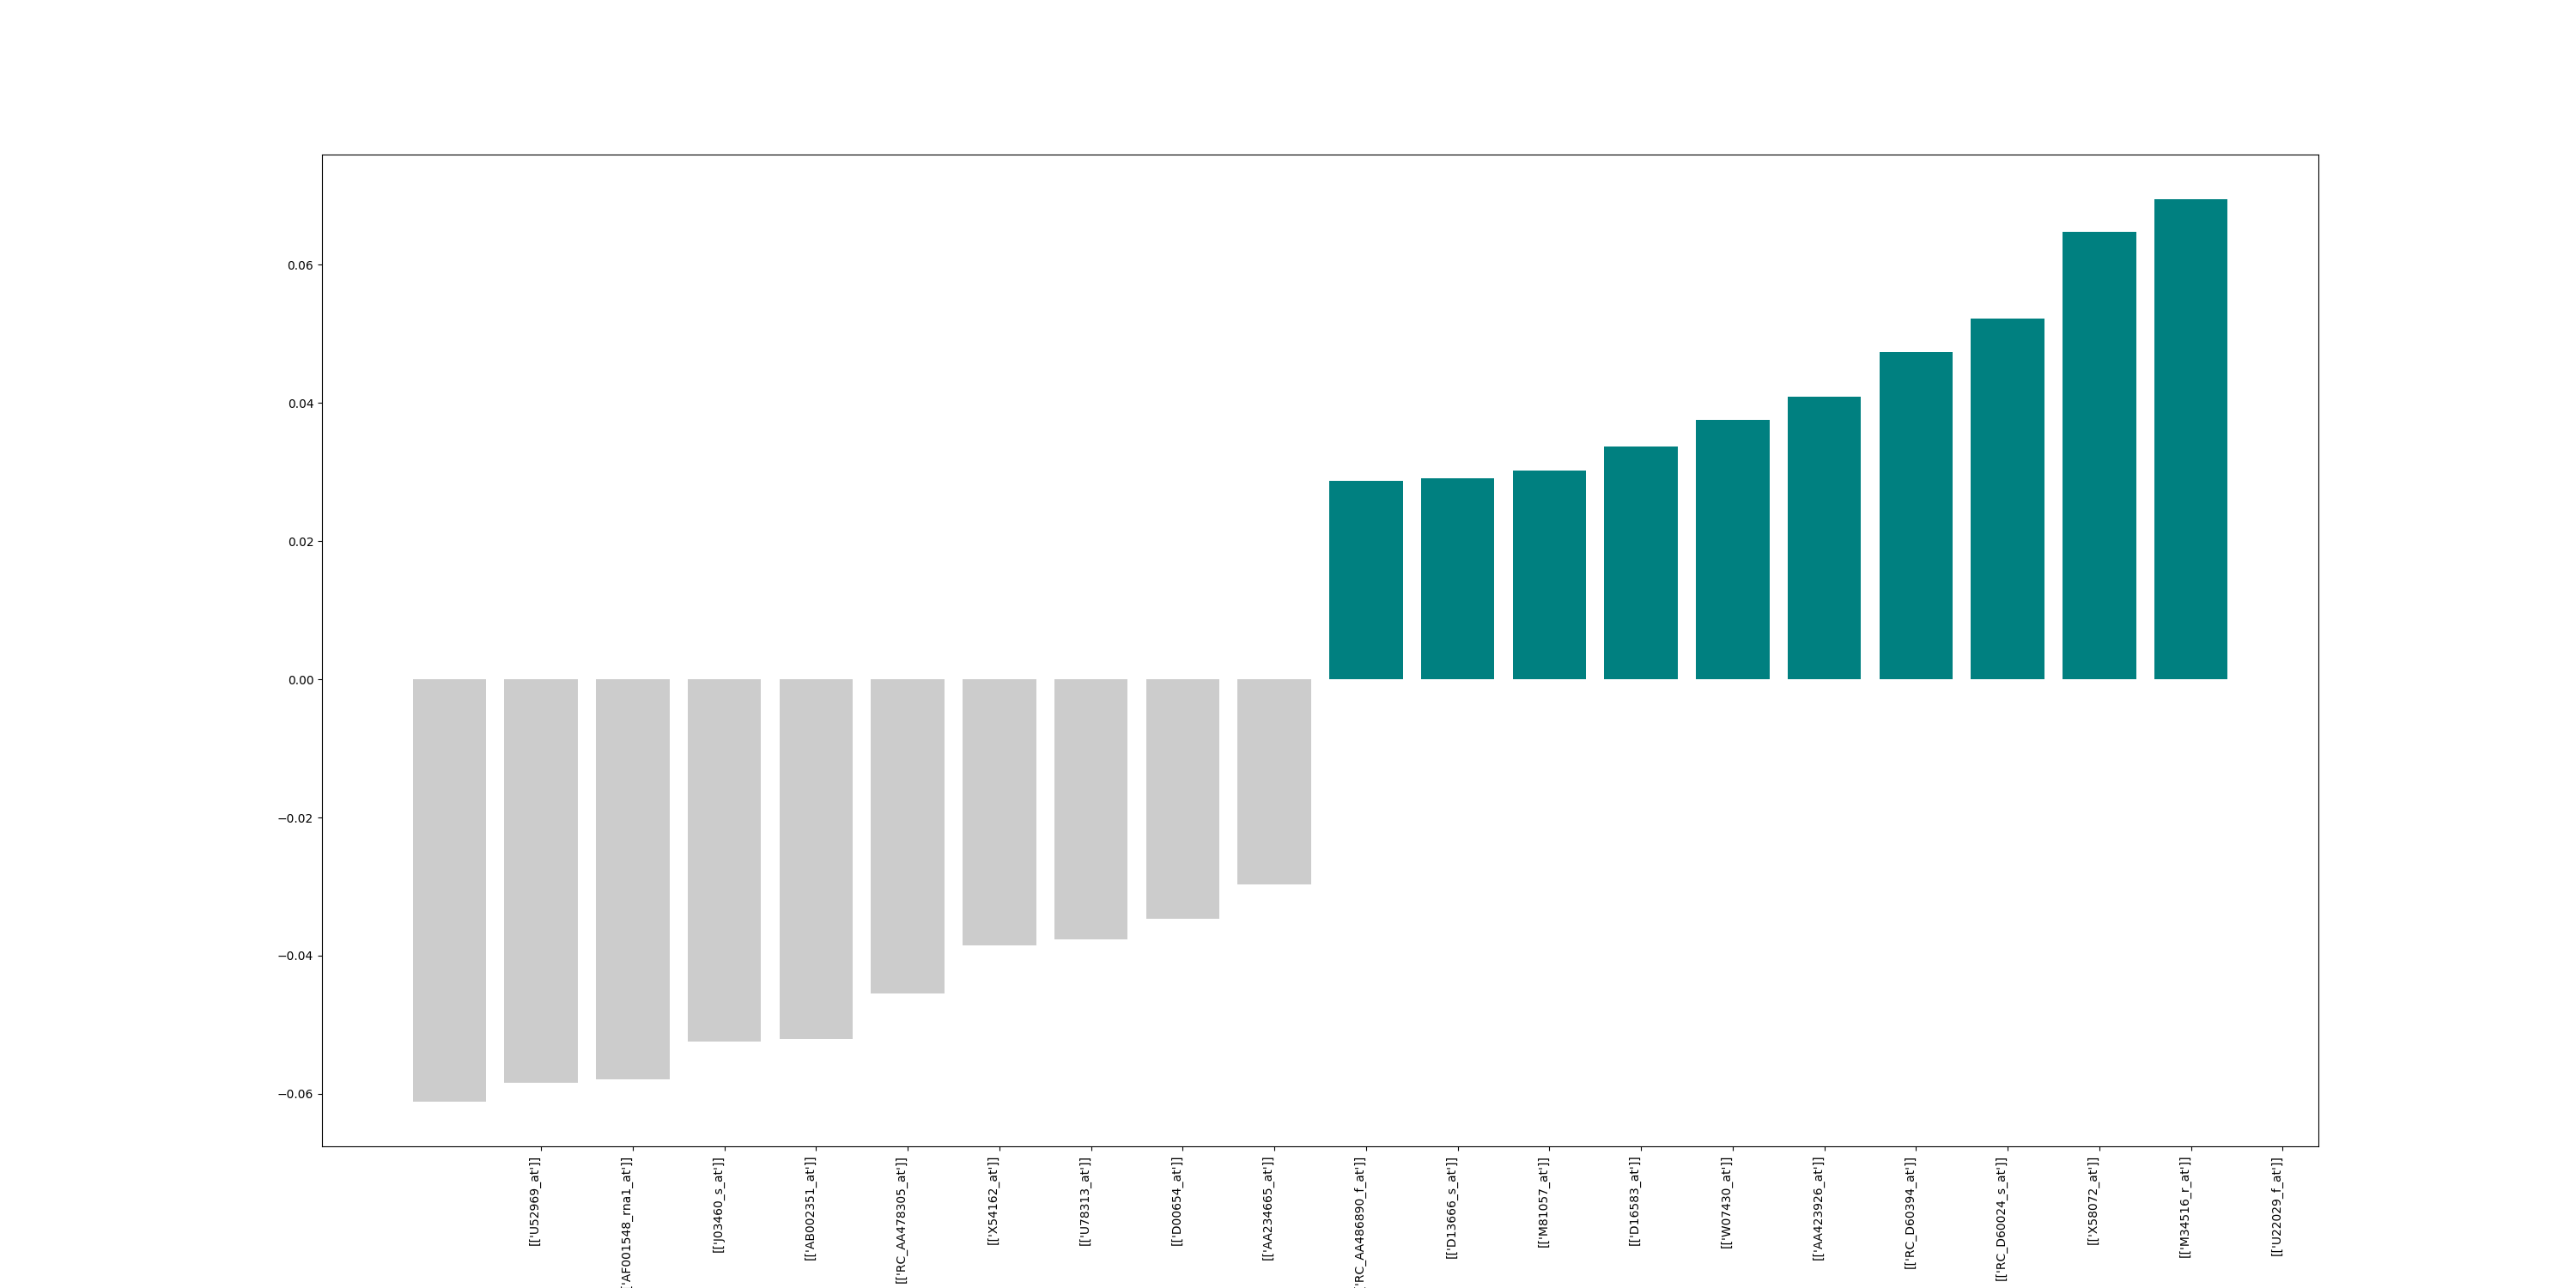 0.06
0.04
0.02
0.00
−0.02
−0.04
−0.06
[['U52969_at']]
'AF001548_rna1_at']]
[['J03460_s_at']]
[['AB002351_at']]
[['RC_AA478305_at']]
[['X54162_at']]
[['U78313_at']]
[['D00654_at']]
[['AA234665_at']]
'RC_AA486890_f_at']]
[['D13666_s_at']]
[['M81057_at']]
[['D16583_at']]
[['W07430_at']]
[['AA423926_at']]
[['RC_D60394_at']]
[['RC_D60024_s_at']]
[['X58072_at']]
[['M34516_r_at']]
[['U22029_f_at']]